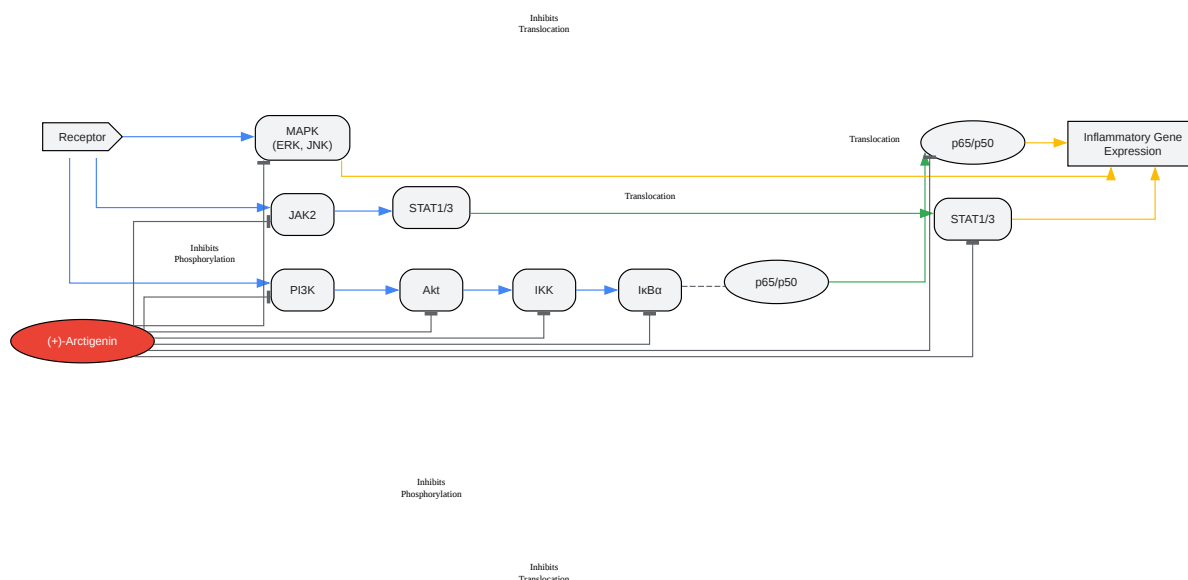 Inhibits
Translocation
Receptor
MAPK
(ERK, JNK)
Translocation
p65/p50
Inflammatory Gene
Expression
JAK2
STAT1/3
Translocation
STAT1/3
Inhibits
Phosphorylation
PI3K
Akt
IKK
IκBα
p65/p50
(+)-Arctigenin
Inhibits
Phosphorylation
Inhibits
Translocation